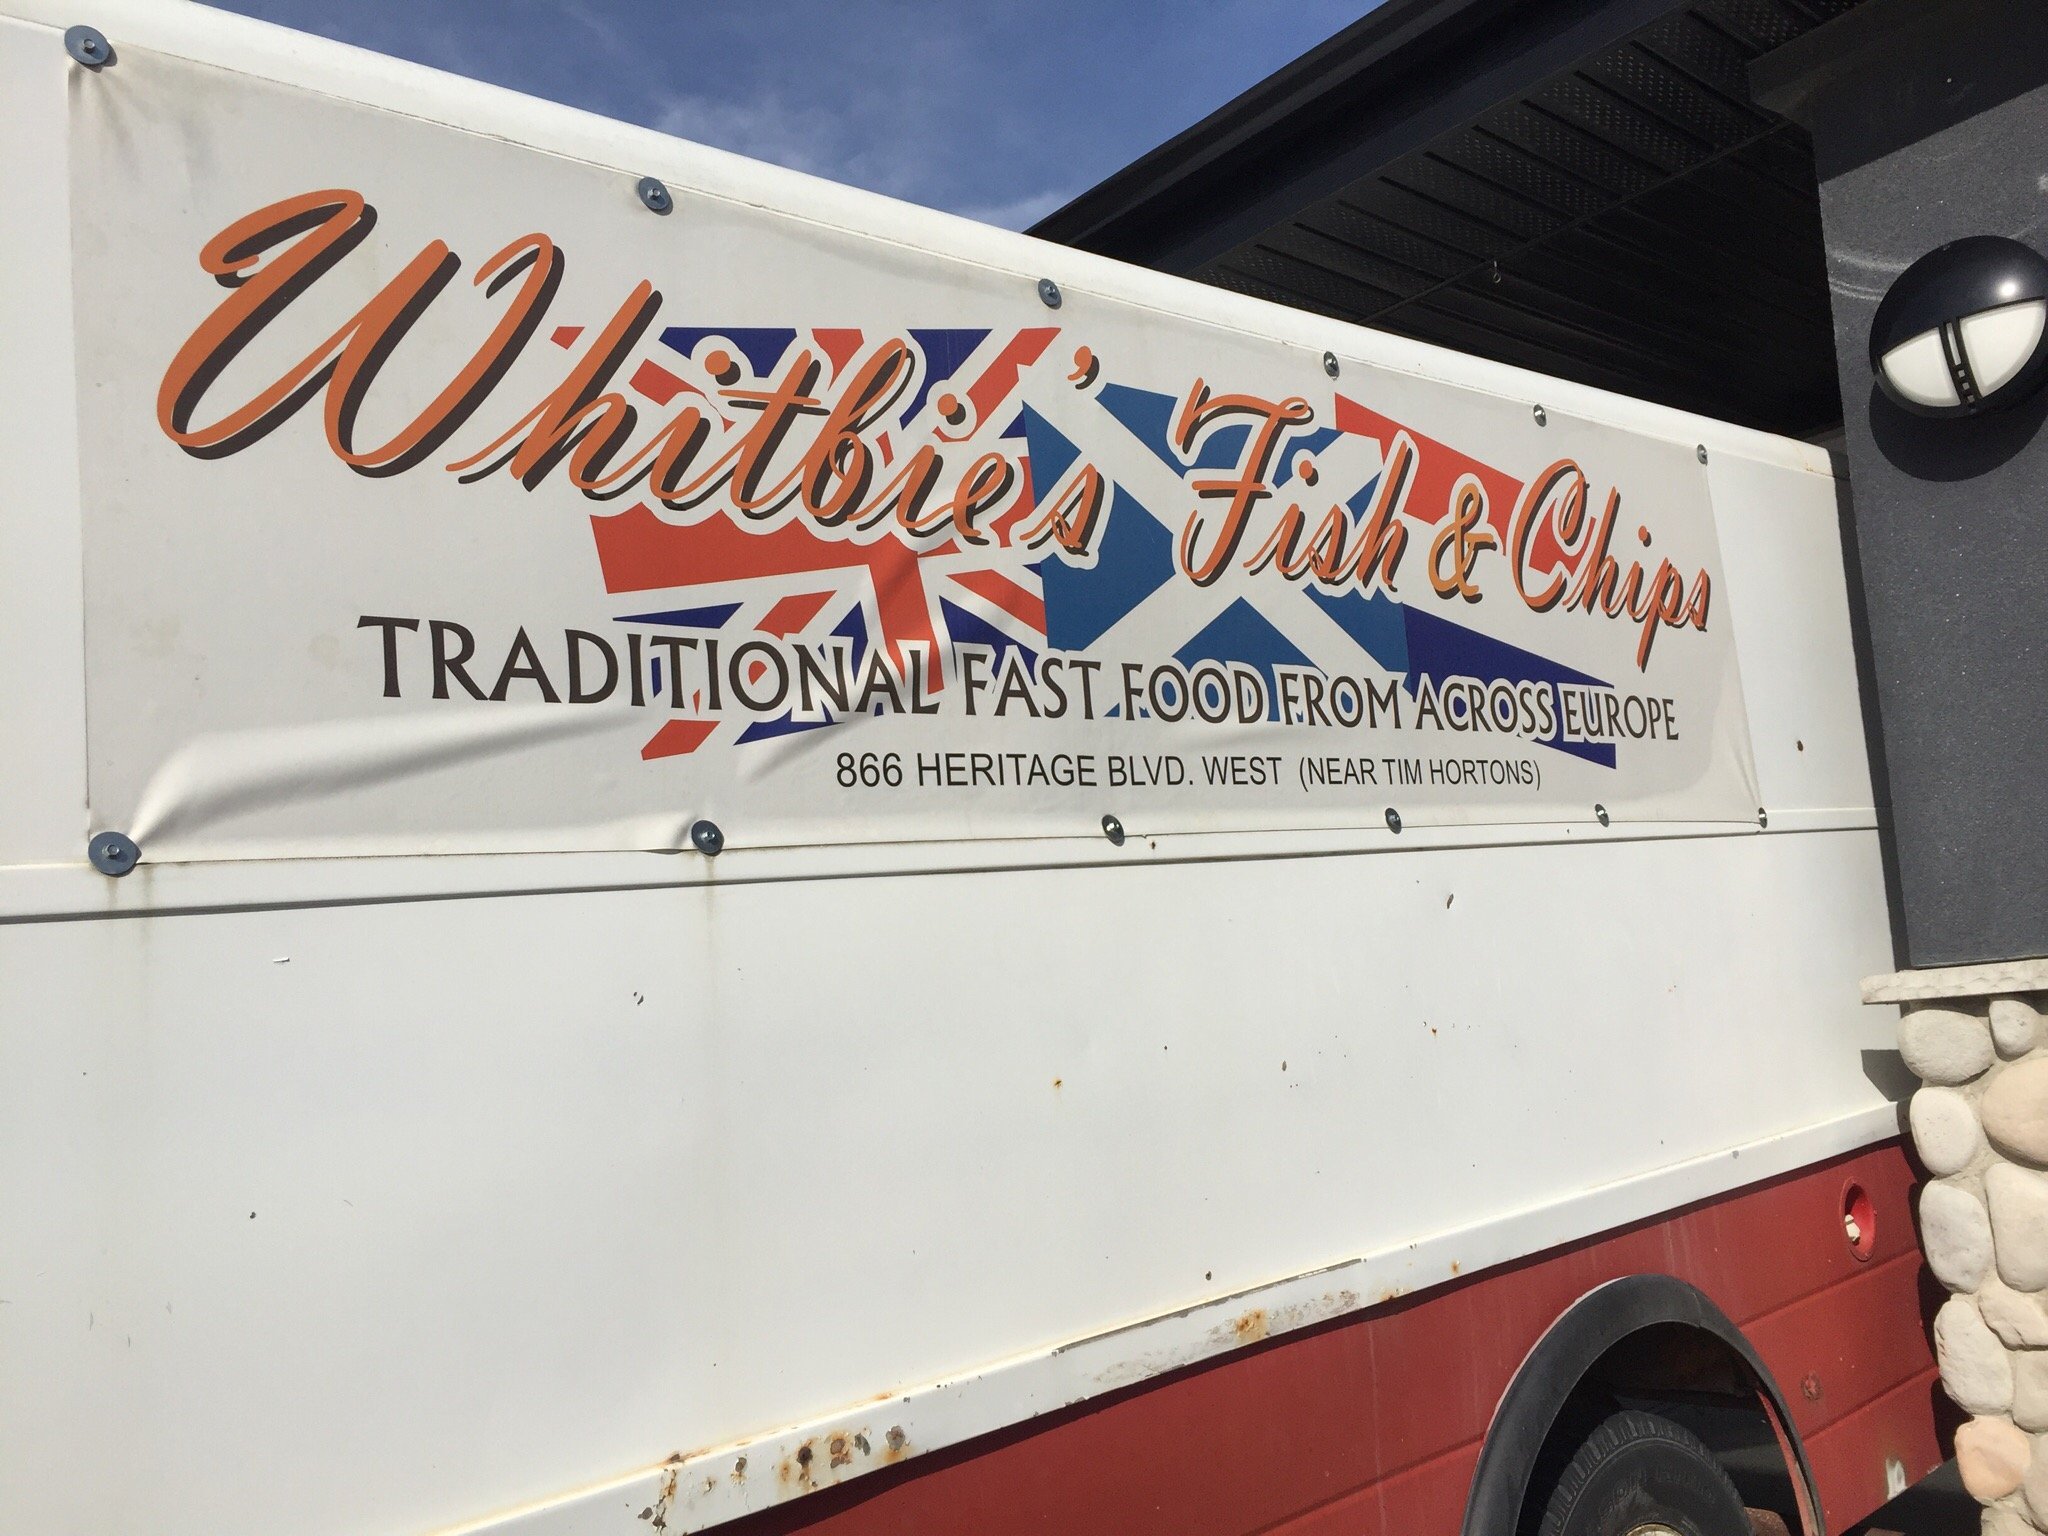 Whitbie's Fish & Chips
TRADITIONAL FAST FOOD FROM ACROSS EUROPE
866 HERITAGE BLVD. WEST (NEAR TIM HORTONS)